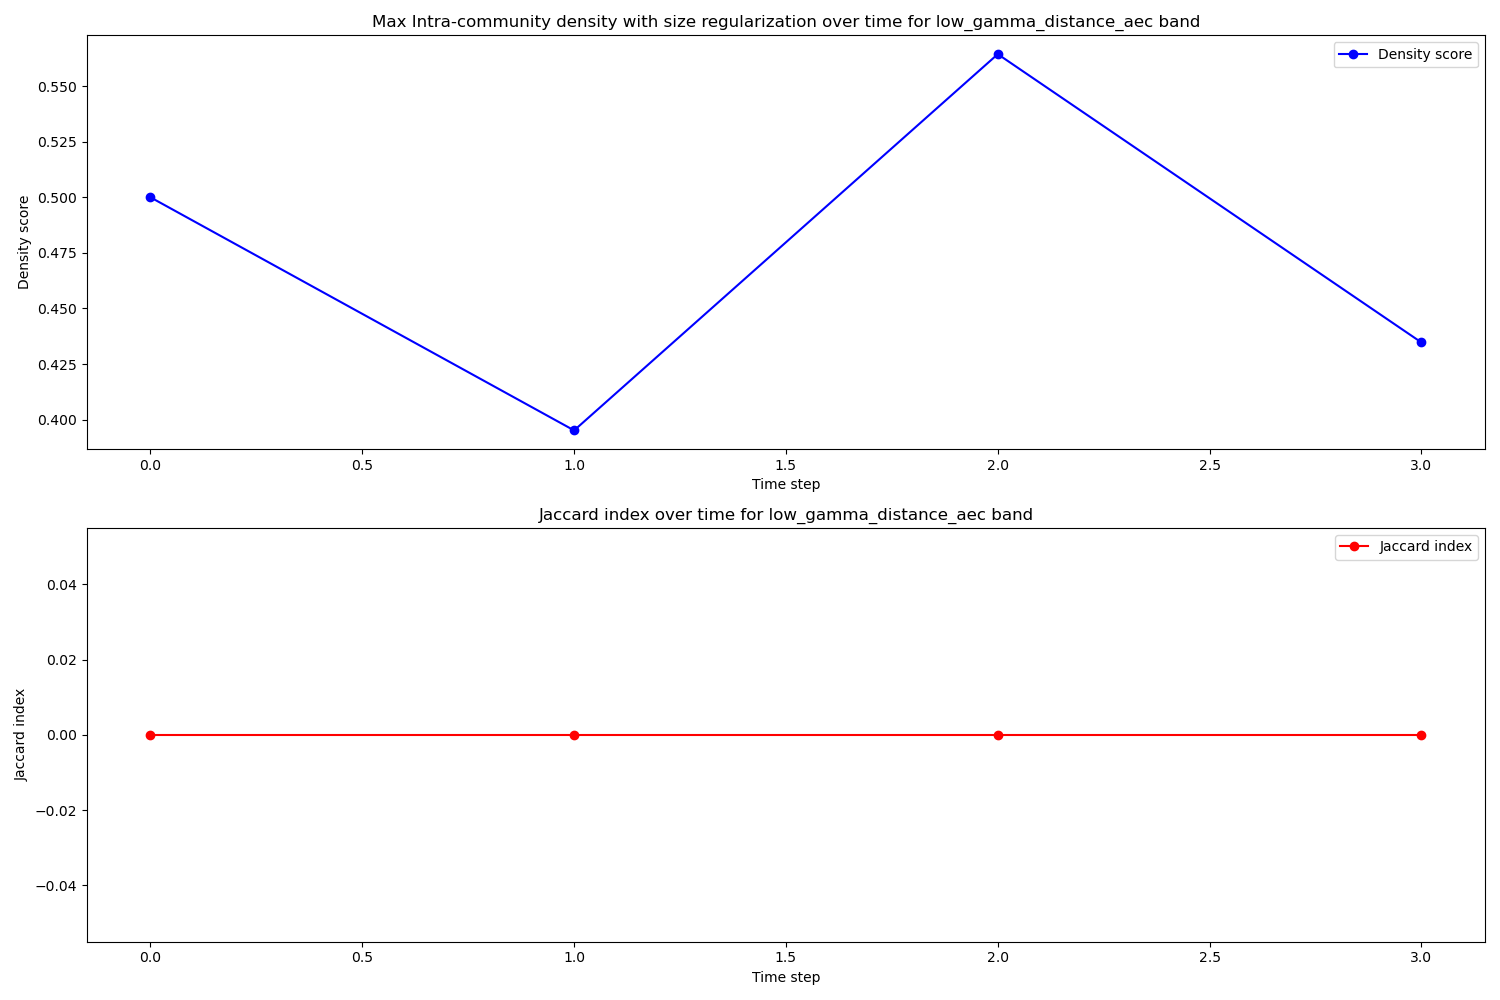 Max Intra-community density with size regularization over time for low_gamma_distance_aec band
Density score
0.550
0.525
0.500
0.475
0.450
0.425
0.400
Density score
0.0 0.5 1.0 1.5 2.0 2.5 3.0
Time step
Jaccard index over time for low_gamma_distance_aec band
Jaccard index
0.04
0.02
0.00
−0.02
−0.04
Jaccard index
0.0 0.5 1.0 1.5 2.0 2.5 3.0
Time step